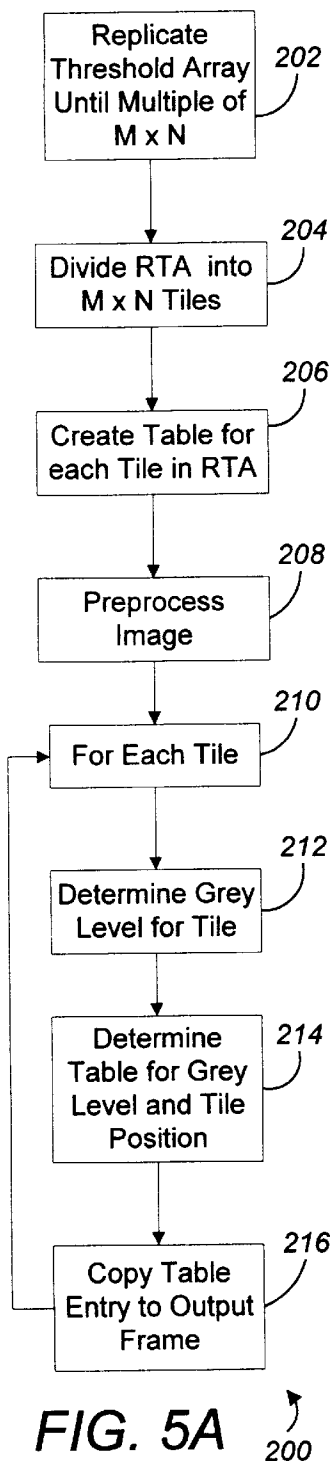 Replicate
Threshold Array
Until Multiple of
M x N
202
Divide RTA into
M x N Tiles
204
Create Table for
each Tile in RTA
206
Preprocess
Image
208
For Each Tile
210
Determine Grey
Level for Tile
212
Determine
Table for Grey
Level and Tile
Position
214
Copy Table
Entry to Output
Frame
216
FIG. 5A
200